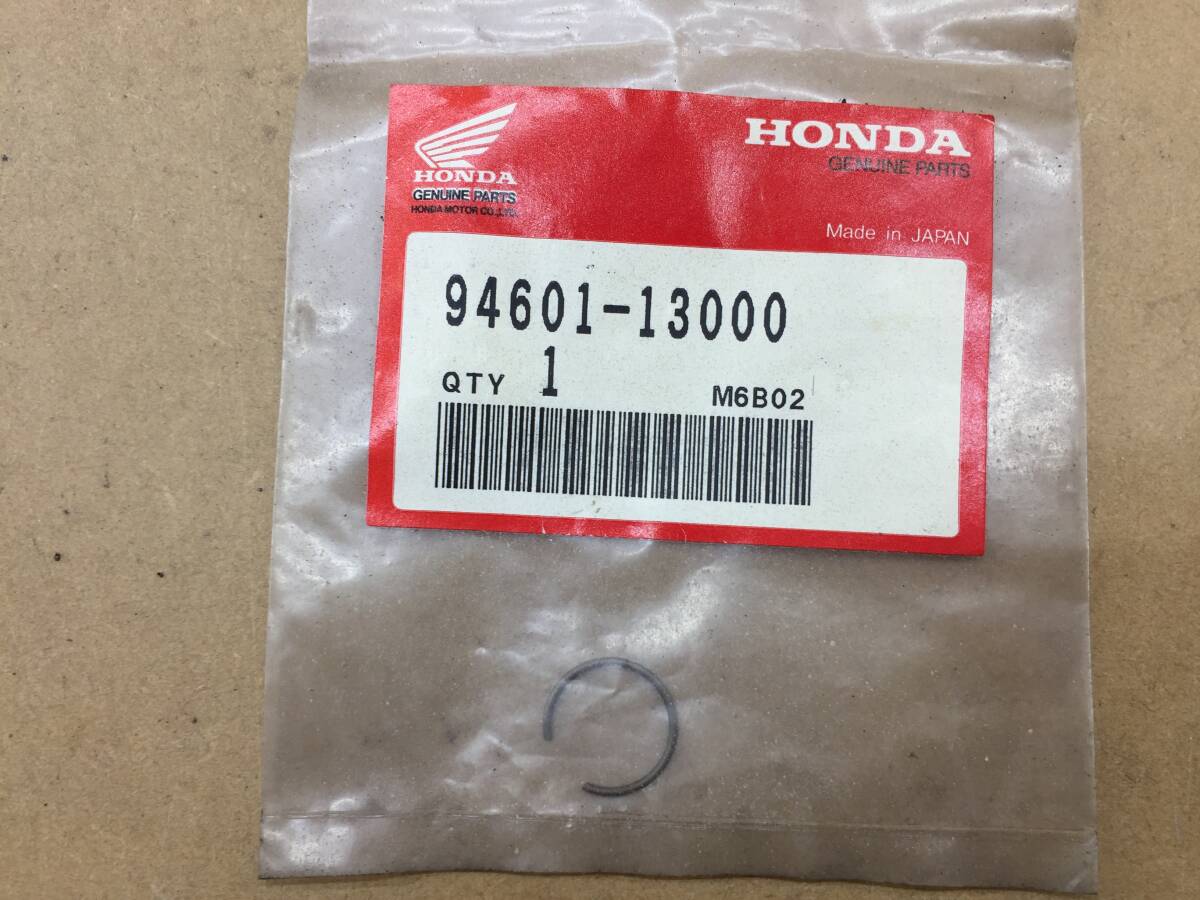 HONDA
GENUINE PARTS
HONDA MOTOR CO.,LTD.
HONDA
GENUINE PARTS
Made in JAPAN
94601-13000
QTY 1 M6B02